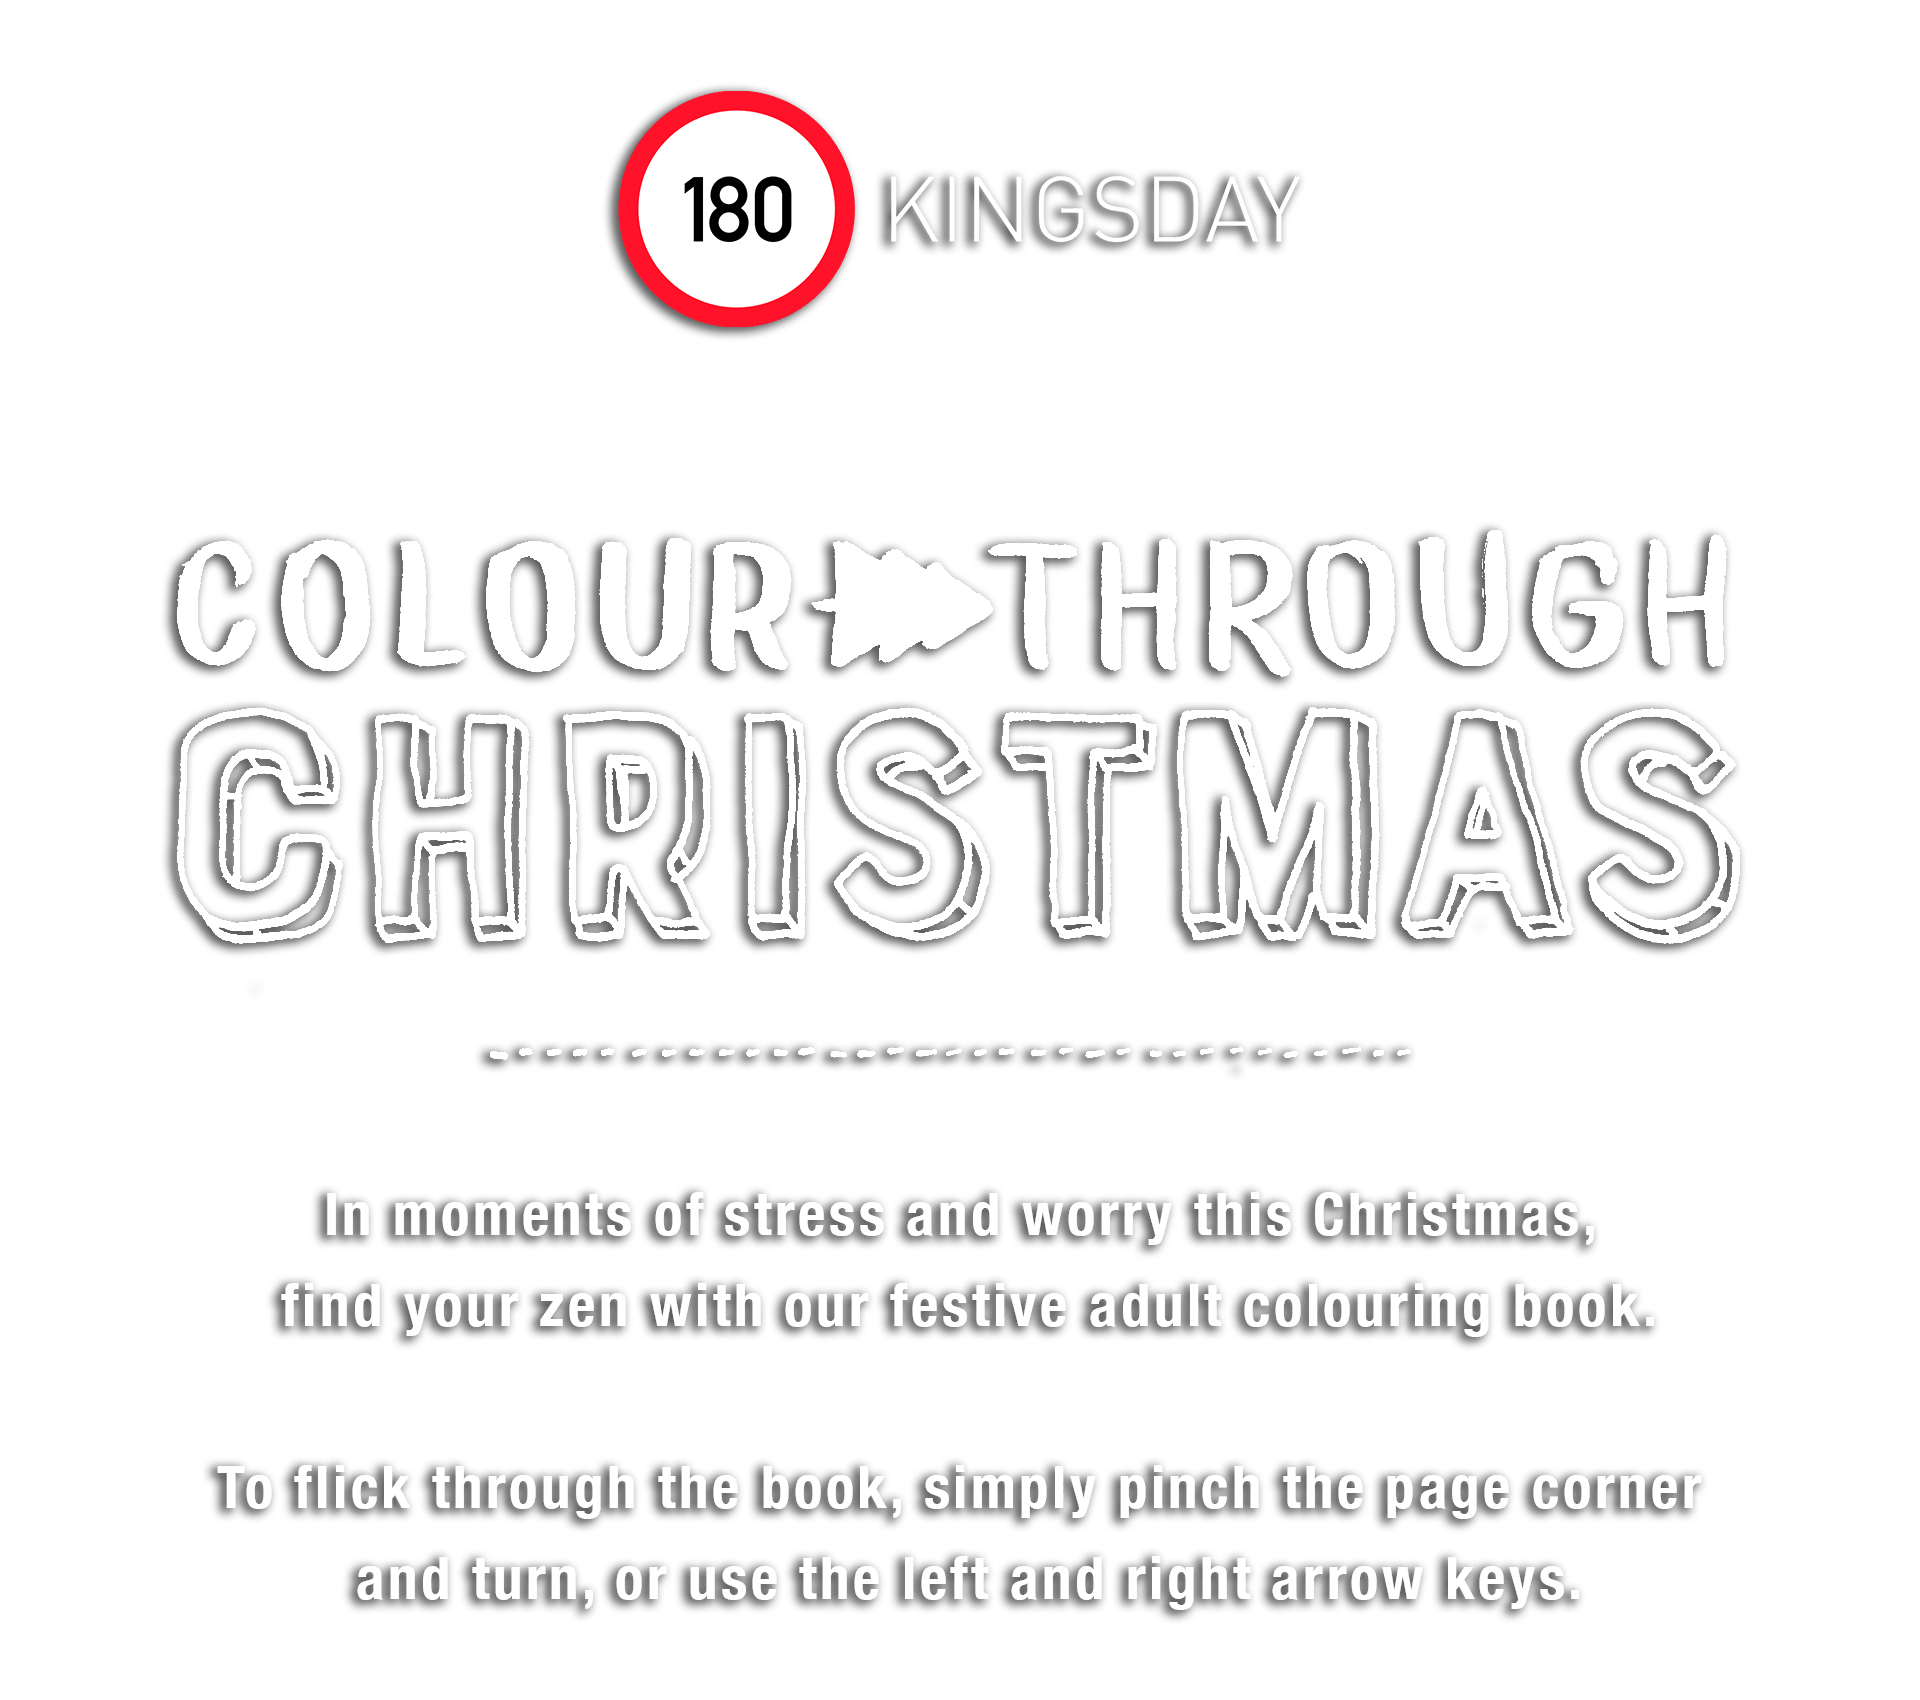 180 KINGSDAY
COLOUR THROUGH
CHRISTMAS
In moments of stress and worry this Christmas,
find your zen with our festive adult colouring book.
To flick through the book, simply pinch the page corner
and turn, or use the left and right arrow keys.